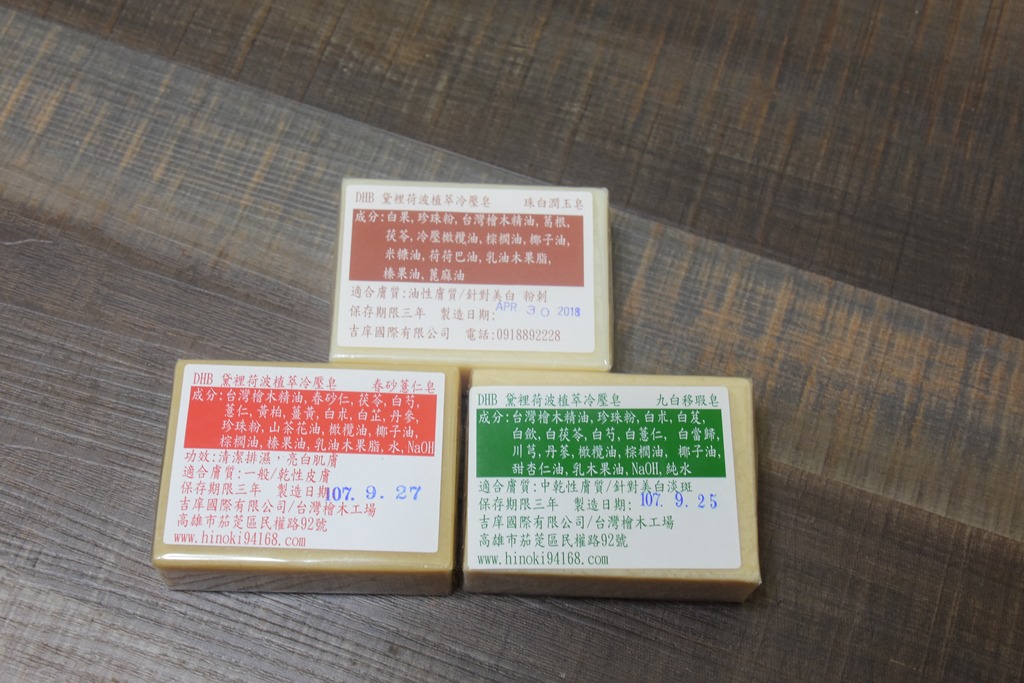 DHB 黛裡荷波植萃冷壓皂 珠白潤玉皂
成分:白果,珍珠粉,台灣檜木精油,葛根,
茯苓,冷壓橄欖油,棕櫚油,椰子油,
米糠油,荷荷巴油,乳油木果脂,
榛果油,蓖麻油
適合膚質:油性膚質/針對美白 粉刺
保存期限三年 製造日期: APR. 30 2018
吉庠國際有限公司 電話:0918892228
DHB 黛裡荷波植萃冷壓皂 春砂薏仁皂
成分:台灣檜木精油,春砂仁,茯苓,白芍,
薏仁,黃柏,薑黃,白朮,白芷,丹參,
珍珠粉,山茶花油,橄欖油,椰子油,
棕櫚油,榛果油,乳油木果脂,水,NaOH
功效:清潔排濕,亮白肌膚
適合膚質:一般/乾性皮膚
保存期限三年 製造日期 107. 9. 27
吉庠國際有限公司/台灣檜木工場
高雄市茄萣區民權路92號
www.hinoki94168.com
DHB 黛裡荷波植萃冷壓皂 九白移瑕皂
成分:台灣檜木精油,珍珠粉,白朮,白芨,
白飲,白茯苓,白芍,白薏仁, 白當歸,
川芎,丹蔘,橄欖油,棕櫚油, 椰子油,
甜杏仁油,乳木果油,NaOH,純水
適合膚質:中乾性膚質/針對美白淡斑
保存期限三年 製造日期: 107. 9. 25
吉庠國際有限公司/台灣檜木工場
高雄市茄萣區民權路92號
www.hinoki94168.com